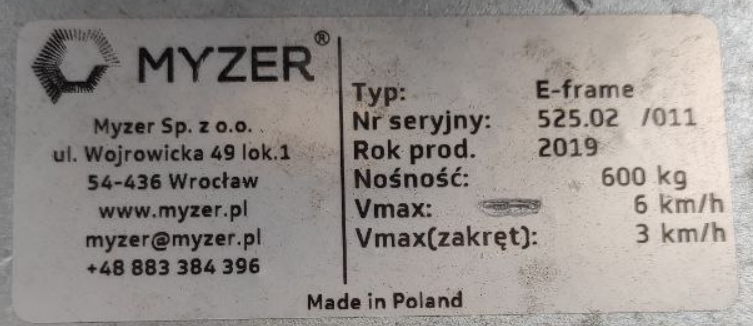 MYZER®
Myzer Sp. z o.o.
ul. Wojrowicka 49 lok.1
54-436 Wrocław
www.myzer.pl
myzer@myzer.pl
+48 883 384 396
Typ: E-frame
Nr seryjny: 525.02 /011
Rok prod. 2019
Nośność: 600 kg
Vmax: 6 km/h
Vmax(zakręt): 3 km/h
Made in Poland